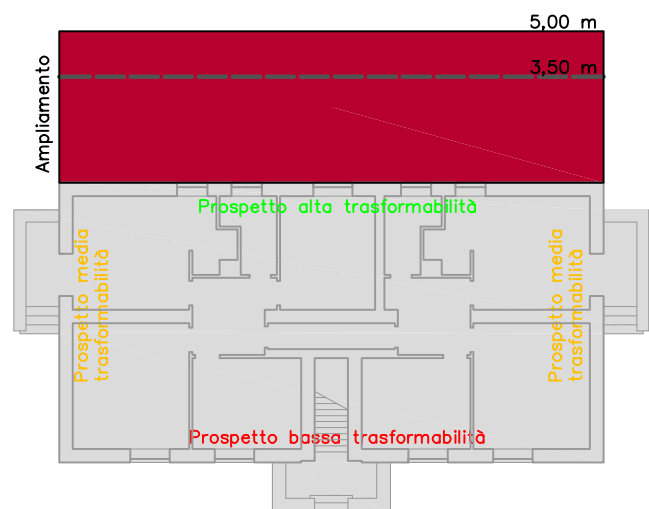 5,00 m
3,50 m
Ampliamento
Prospetto alta trasformabilità
Prospetto media
trasformabilità
Prospetto media
trasformabilità
Prospetto bassa trasformabilità